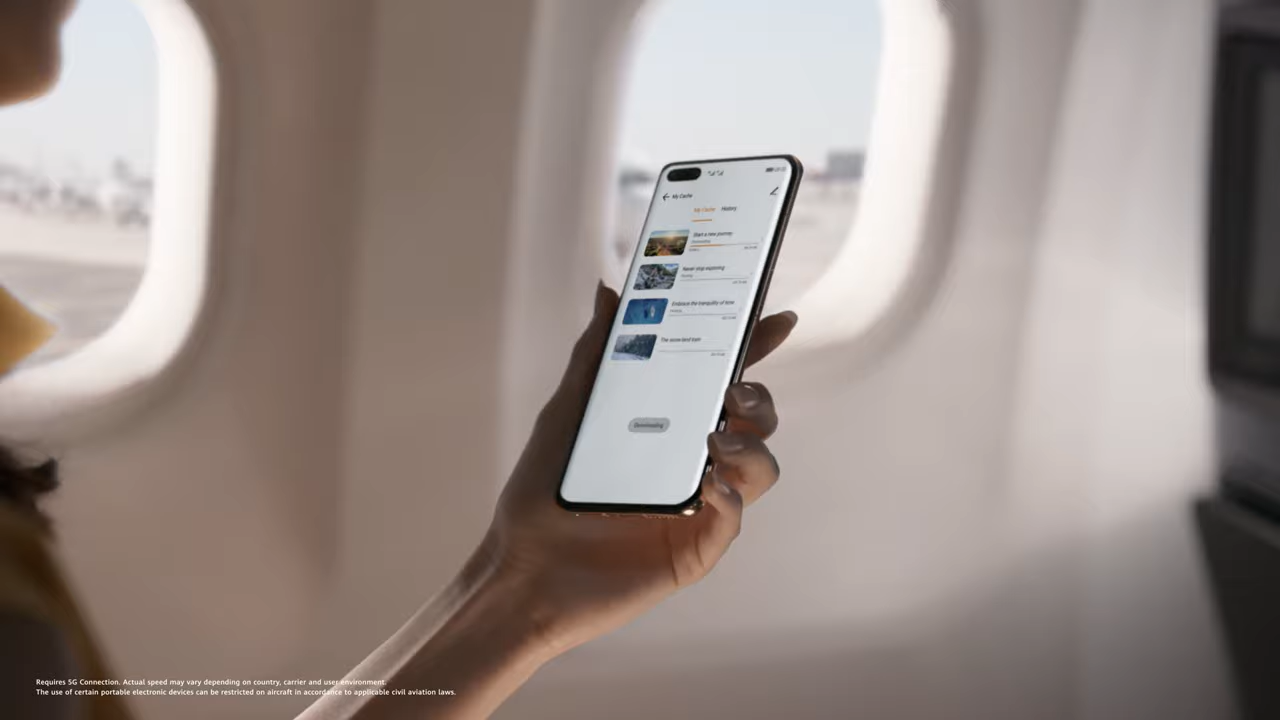 My Cache
My Cache History
Start a new journey
Downloading
Never stop exploring
Embrace the tranquility of time
The snow-land train
Downloading
Requires 5G Connection. Actual speed may vary depending on country, carrier and user environment.
The use of certain portable electronic devices can be restricted on aircraft in accordance to applicable civil aviation laws.